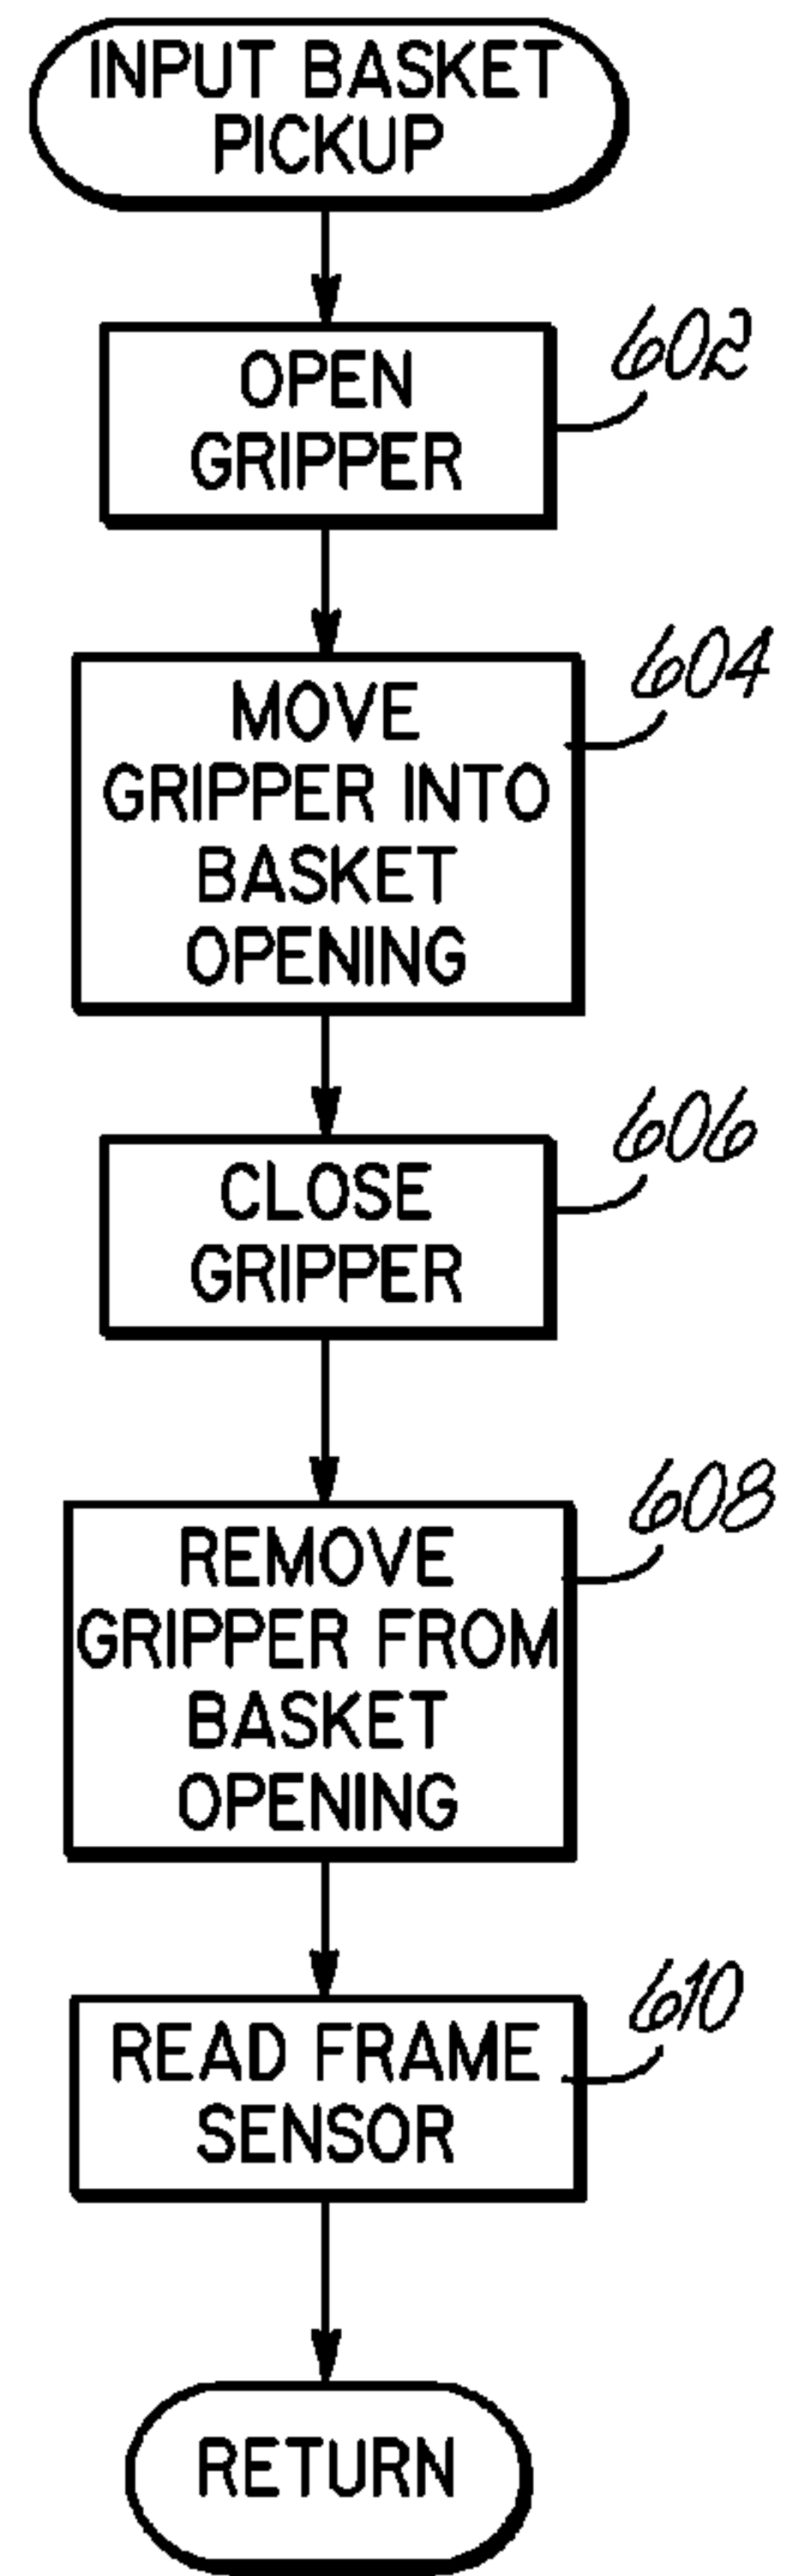 INPUT BASKET
PICKUP
602
OPEN
GRIPPER
604
MOVE
GRIPPER INTO
BASKET
OPENING
606
CLOSE
GRIPPER
608
REMOVE
GRIPPER FROM
BASKET
OPENING
610
READ FRAME
SENSOR
RETURN